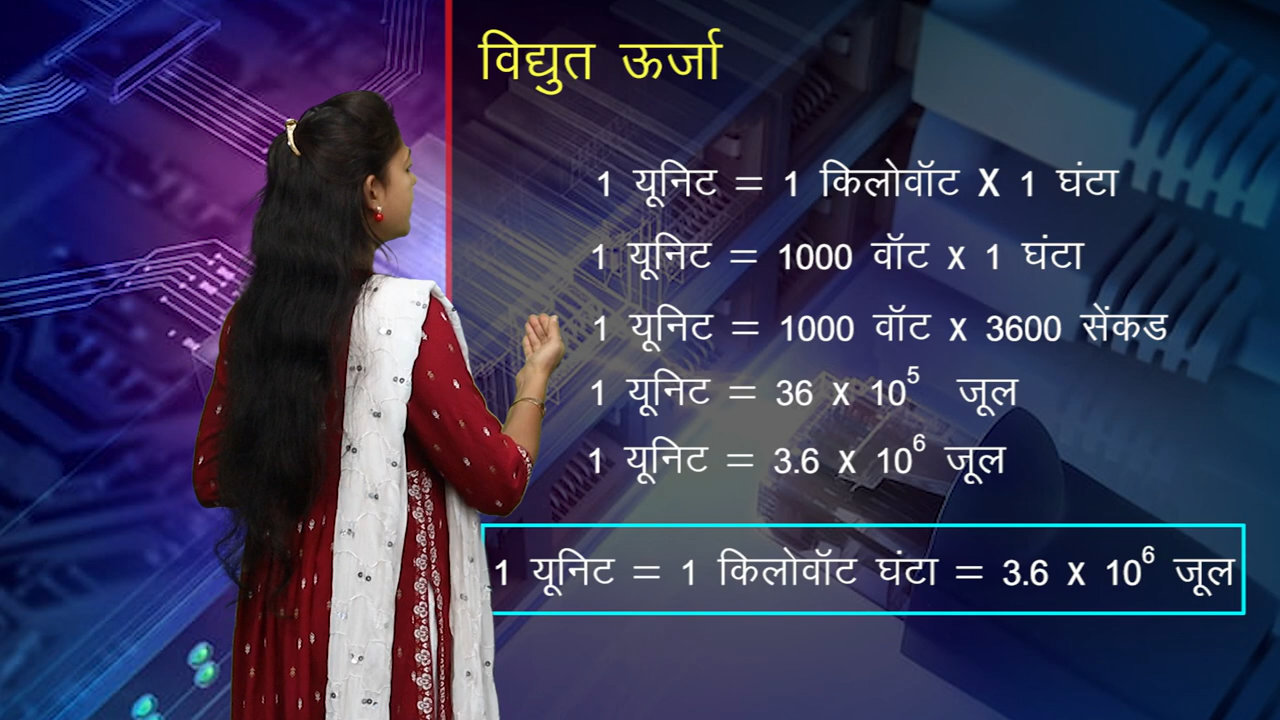 विद्युत ऊर्जा
1 यूनिट = 1 किलोवॉट X 1 घंटा
1 यूनिट = 1000 वॉट x 1 घंटा
1 यूनिट = 1000 वॉट x 3600 सेंकड
1 यूनिट = 36 x 10⁵ जूल
1 यूनिट = 3.6 x 10⁶ जूल
1 यूनिट = 1 किलोवॉट घंटा = 3.6 x 10⁶ जूल